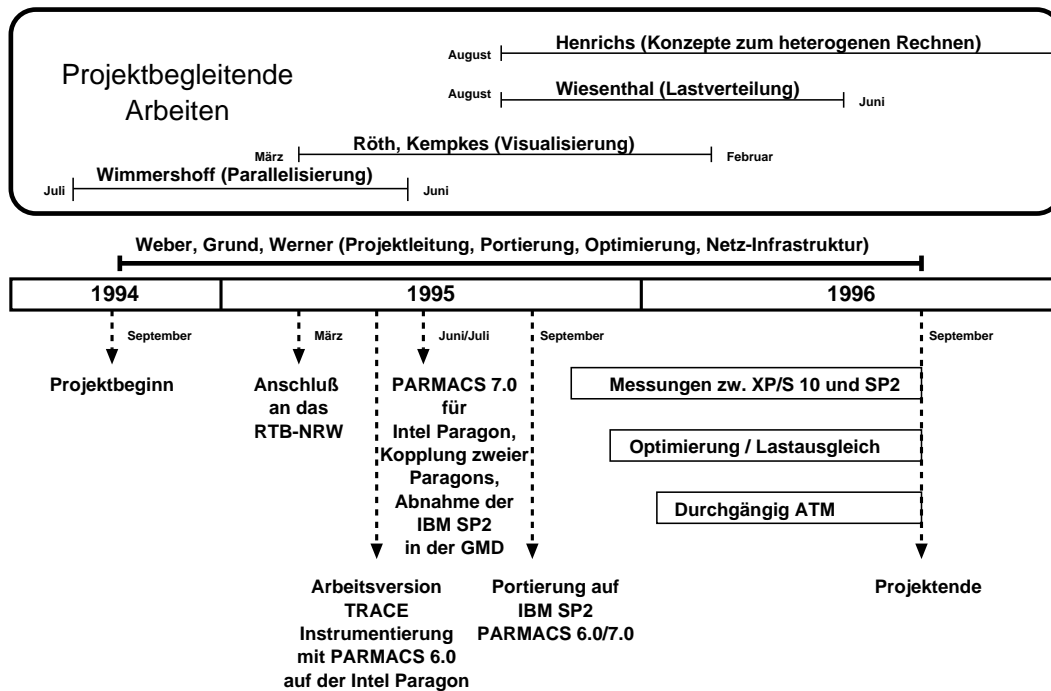 Projektbegleitende
Arbeiten
August
Henrichs (Konzepte zum heterogenen Rechnen)
August
Wiesenthal (Lastverteilung)
Juni
März
Röth, Kempkes (Visualisierung)
Februar
Juli
Wimmershoff (Parallelisierung)
Juni
Weber, Grund, Werner (Projektleitung, Portierung, Optimierung, Netz-Infrastruktur)
1994
1995
1996
September
März
Juni/Juli
September
September
Projektbeginn
Anschluß
an das
RTB-NRW
PARMACS 7.0
für
Intel Paragon,
Kopplung zweier
Paragons,
Abnahme der
IBM SP2
in der GMD
Messungen zw. XP/S 10 und SP2
Optimierung / Lastausgleich
Durchgängig ATM
Arbeitsversion
TRACE
Instrumentierung
mit PARMACS 6.0
auf der Intel Paragon
Portierung auf
IBM SP2
PARMACS 6.0/7.0
Projektende